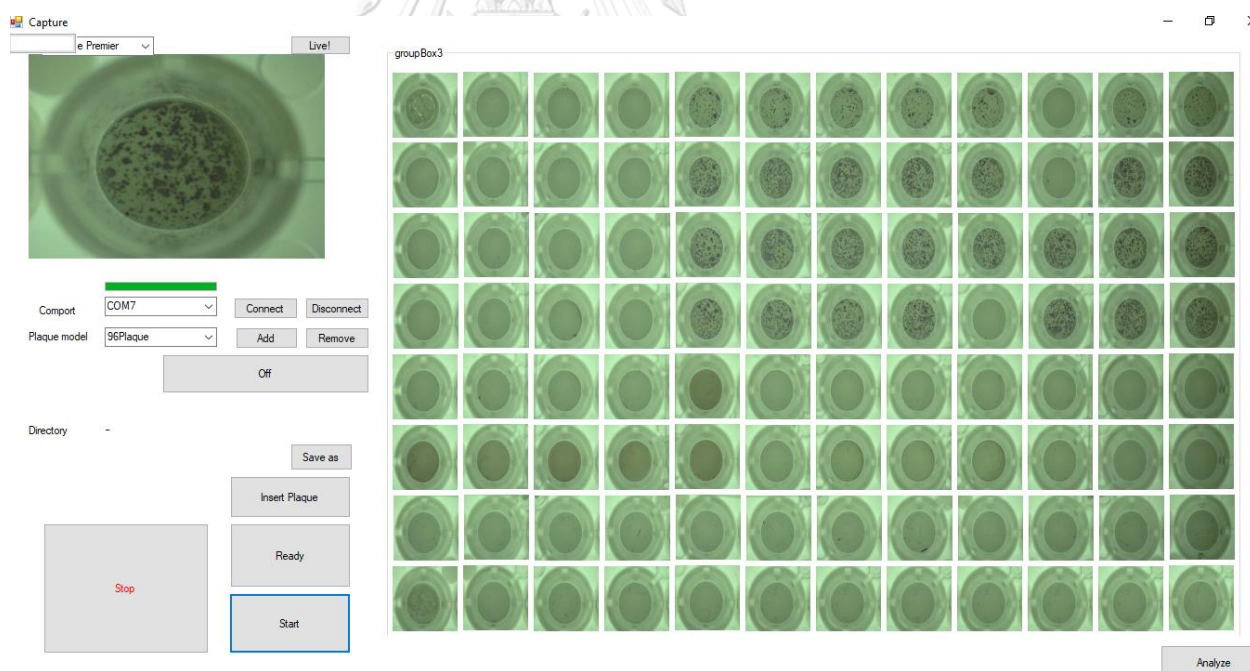 Capture
e Premier
Live!
groupBox3
Comport
COM7
Connect
Disconnect
Plaque model
96Plaque
Add
Remove
Off
Directory
-
Save as
Insert Plaque
Ready
Stop
Start
Analyze